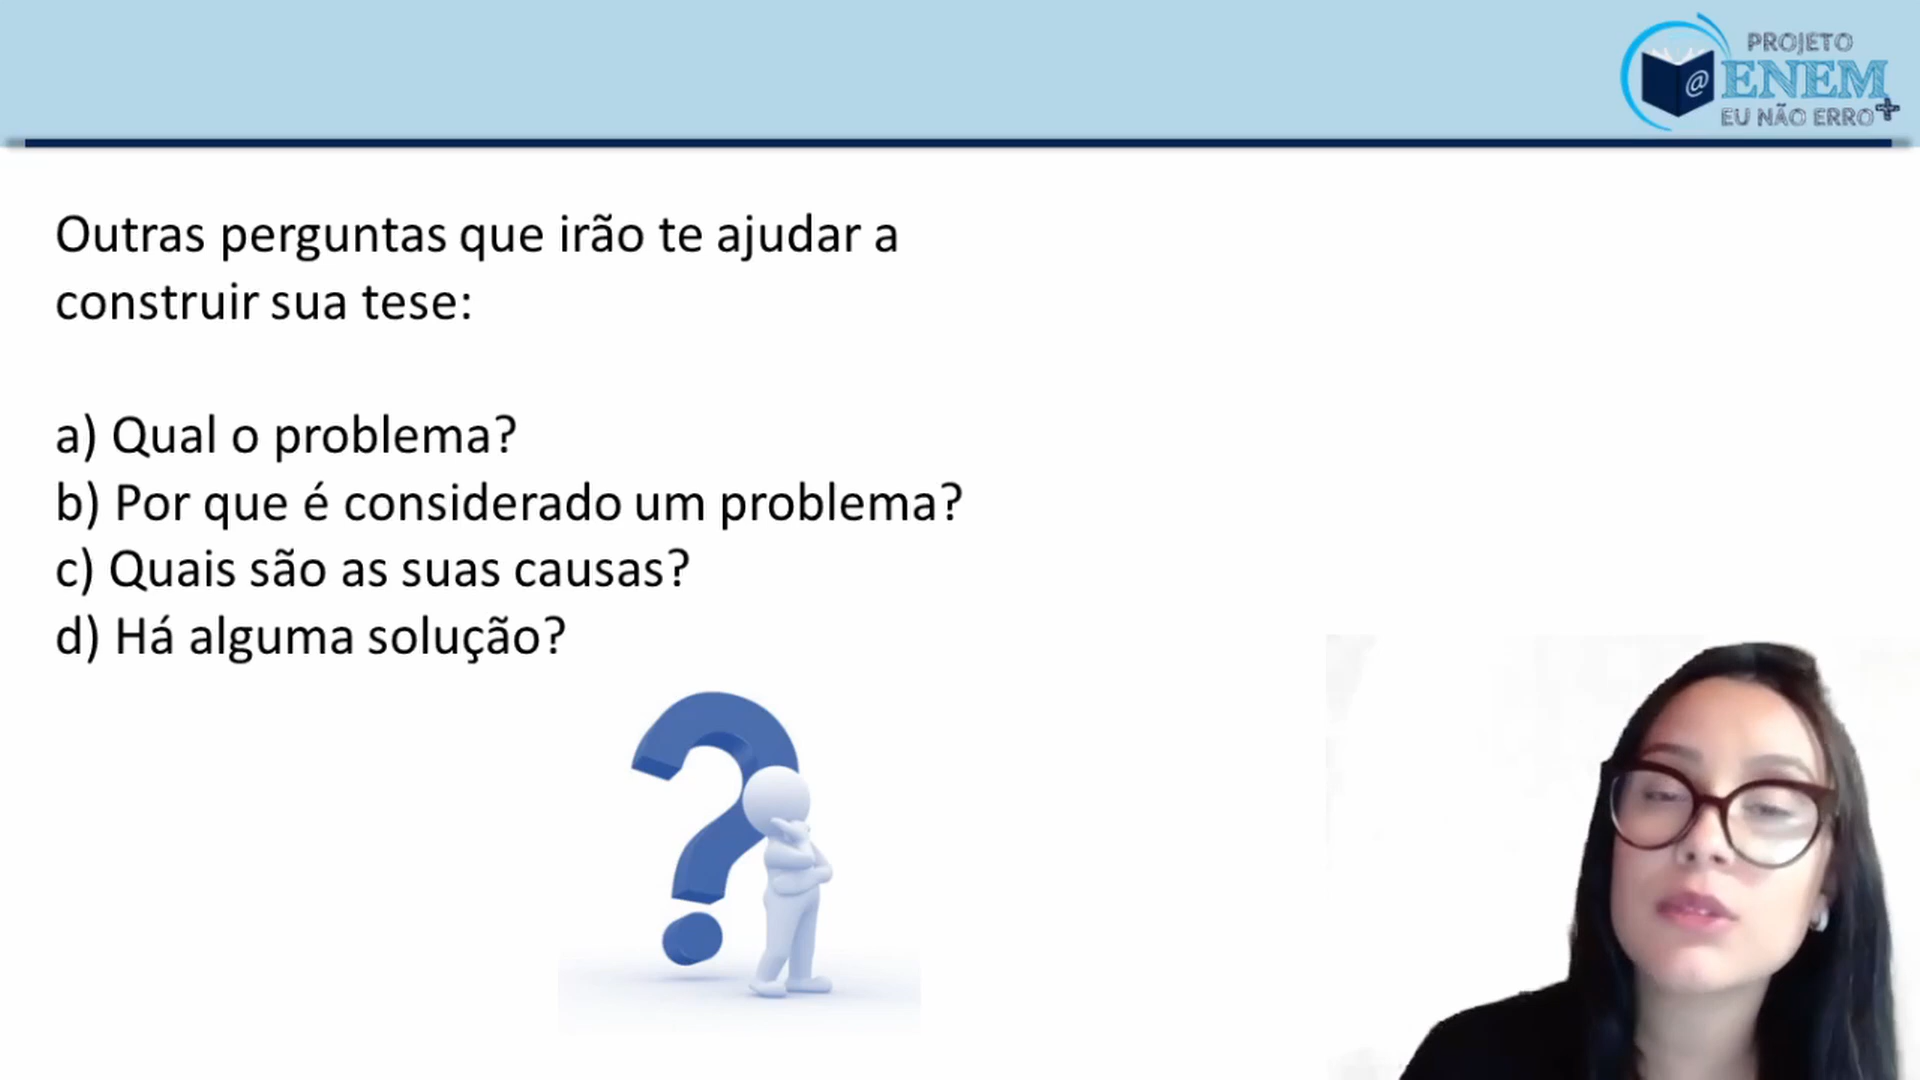 PROJETO
@ENEM
EU NÃO ERRO+
Outras perguntas que irão te ajudar a
construir sua tese:
a) Qual o problema?
b) Por que é considerado um problema?
c) Quais são as suas causas?
d) Há alguma solução?